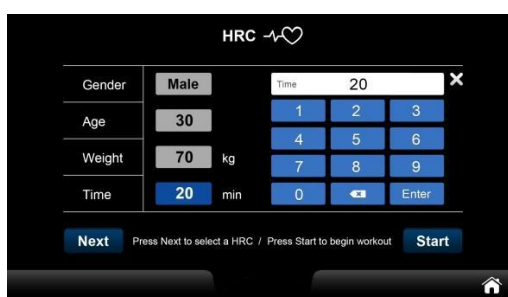 HRC
Gender Male
Time 20
Age 30
1 2 3
4 5 6
Weight 70 kg
7 8 9
Time 20 min
0 Enter
Next Press Next to select a HRC / Press Start to begin workout Start